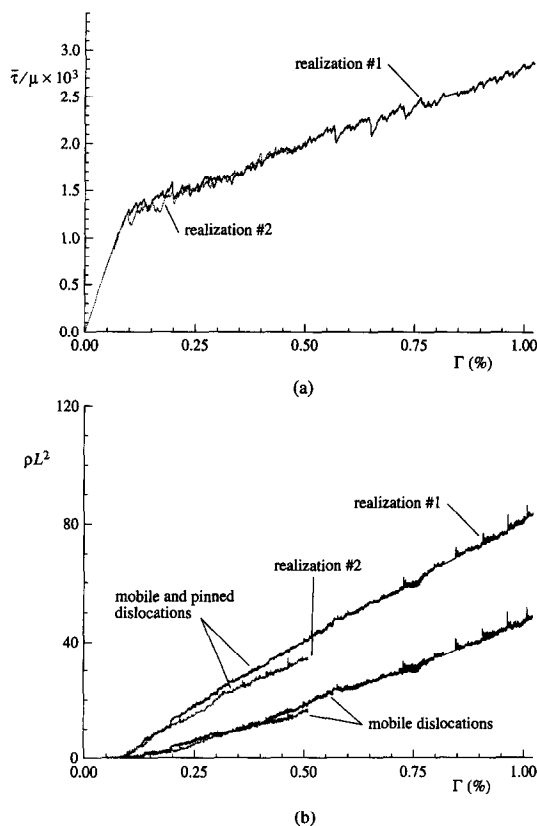 τ̄/μ × 10³
3.0
2.5
2.0
1.5
1.0
0.5
0.0
realization #1
realization #2
0.00
0.25
0.50
0.75
1.00
Γ (%)
(a)
120
ρL²
80
40
0
realization #1
realization #2
mobile and pinned
dislocations
mobile dislocations
0.00
0.25
0.50
0.75
1.00
Γ (%)
(b)